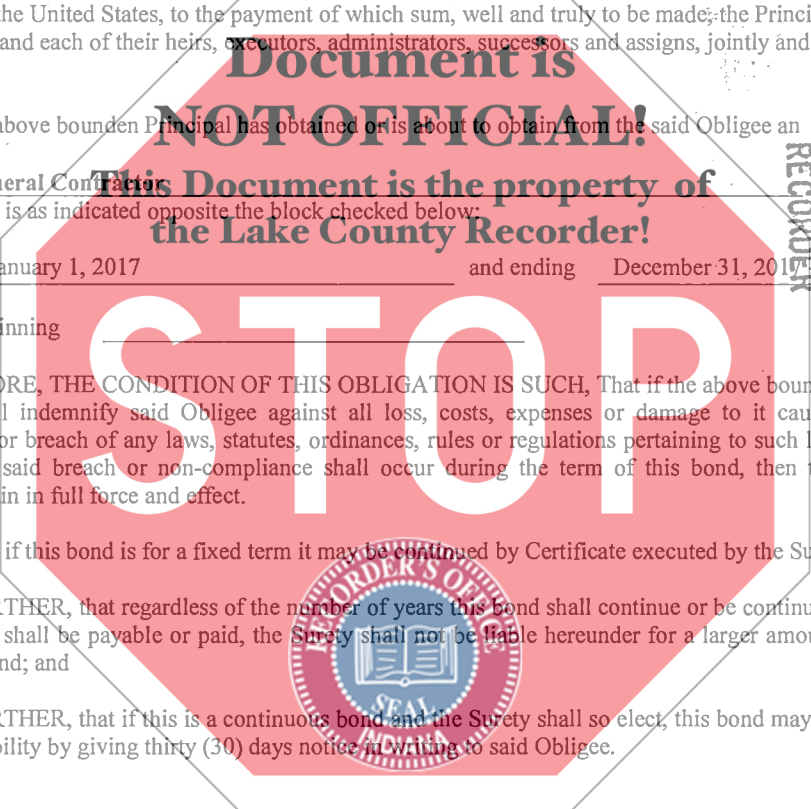 the United States, to the payment of which sum, well and truly to be made, the Princi
and each of their heirs, executors, administrators, successors and assigns, jointly and
Document is
NOT OFFICIAL!
above bounden Principal has obtained or is about to obtain from the said Obligee an
neral Contractor
This Document is the property of
is as indicated opposite the block checked below:
the Lake County Recorder!
RECORDER
anuary 1, 2017 and ending December 31, 2017
STOP
inning
ORE, THE CONDITION OF THIS OBLIGATION IS SUCH, That if the above boun
l indemnify said Obligee against all loss, costs, expenses or damage to it cau
or breach of any laws, statutes, ordinances, rules or regulations pertaining to such l
said breach or non-compliance shall occur during the term of this bond, then t
in in full force and effect.
if this bond is for a fixed term it may be continued by Certificate executed by the Su
RECORDER'S OFFICE
RTHER, that regardless of the number of years this bond shall continue or be continu
shall be payable or paid, the Surety shall not be liable hereunder for a larger amou
nd; and
SEAL
INDIANA
RTHER, that if this is a continuous bond and the Surety shall so elect, this bond may
bility by giving thirty (30) days notice in writing to said Obligee.